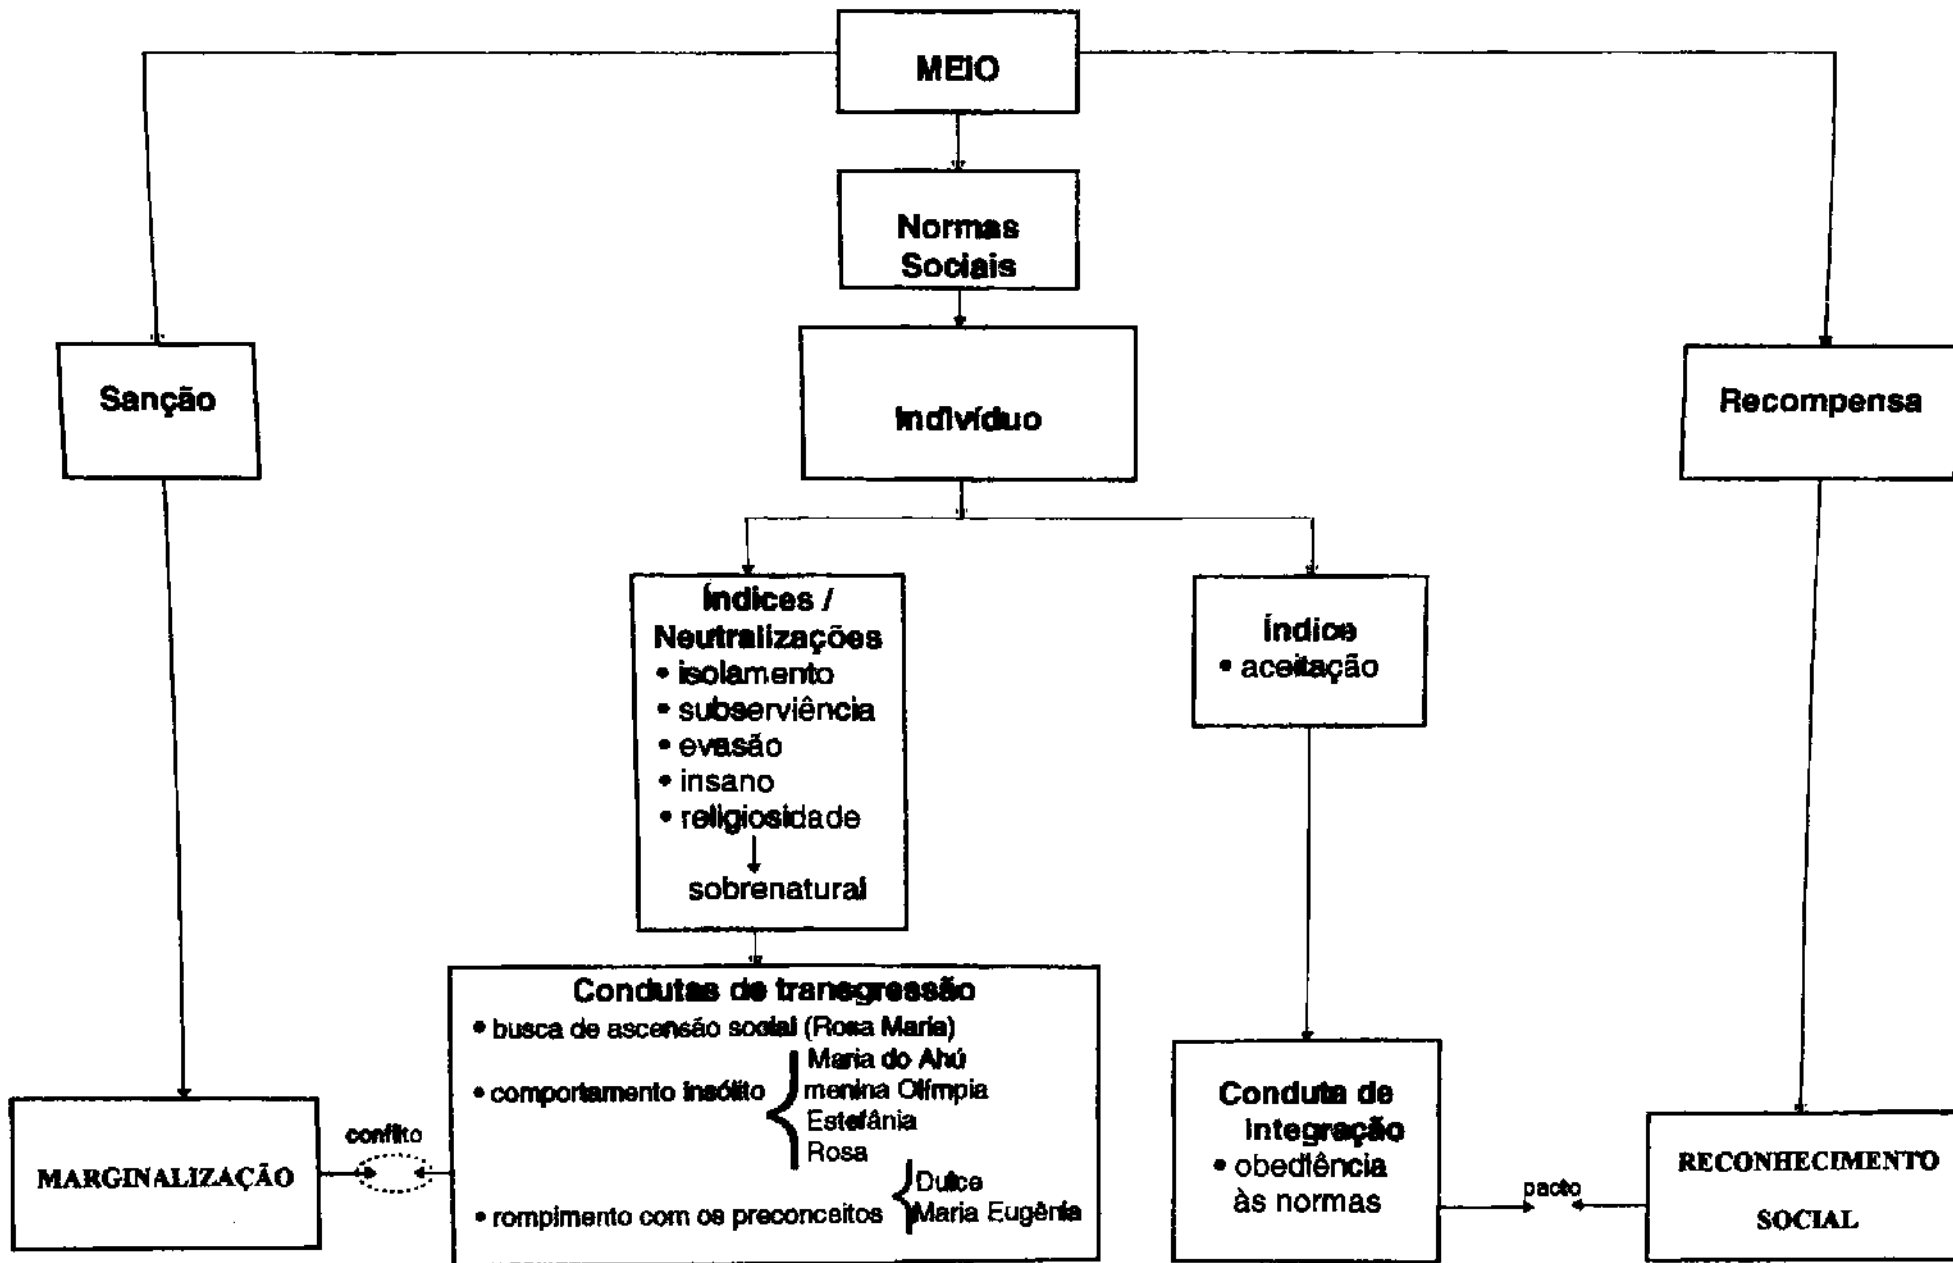 MEIO
Normas
Sociais
Sanção
Indivíduo
Recompensa
Índices /
Neutralizações
• isolamento
• subserviência
• evasão
• insano
• religiosidade
sobrenatural
Índice
• aceitação
Condutas de transgressão
• busca de ascensão social (Rosa Maria)
• comportamento insólito
Maria do Ahú
menina Olímpia
Estefânia
Rosa
• rompimento com os preconceitos
Dulce
Maria Eugênia
conflito
MARGINALIZAÇÃO
Conduta de
integração
• obediência
às normas
pacto
RECONHECIMENTO
SOCIAL